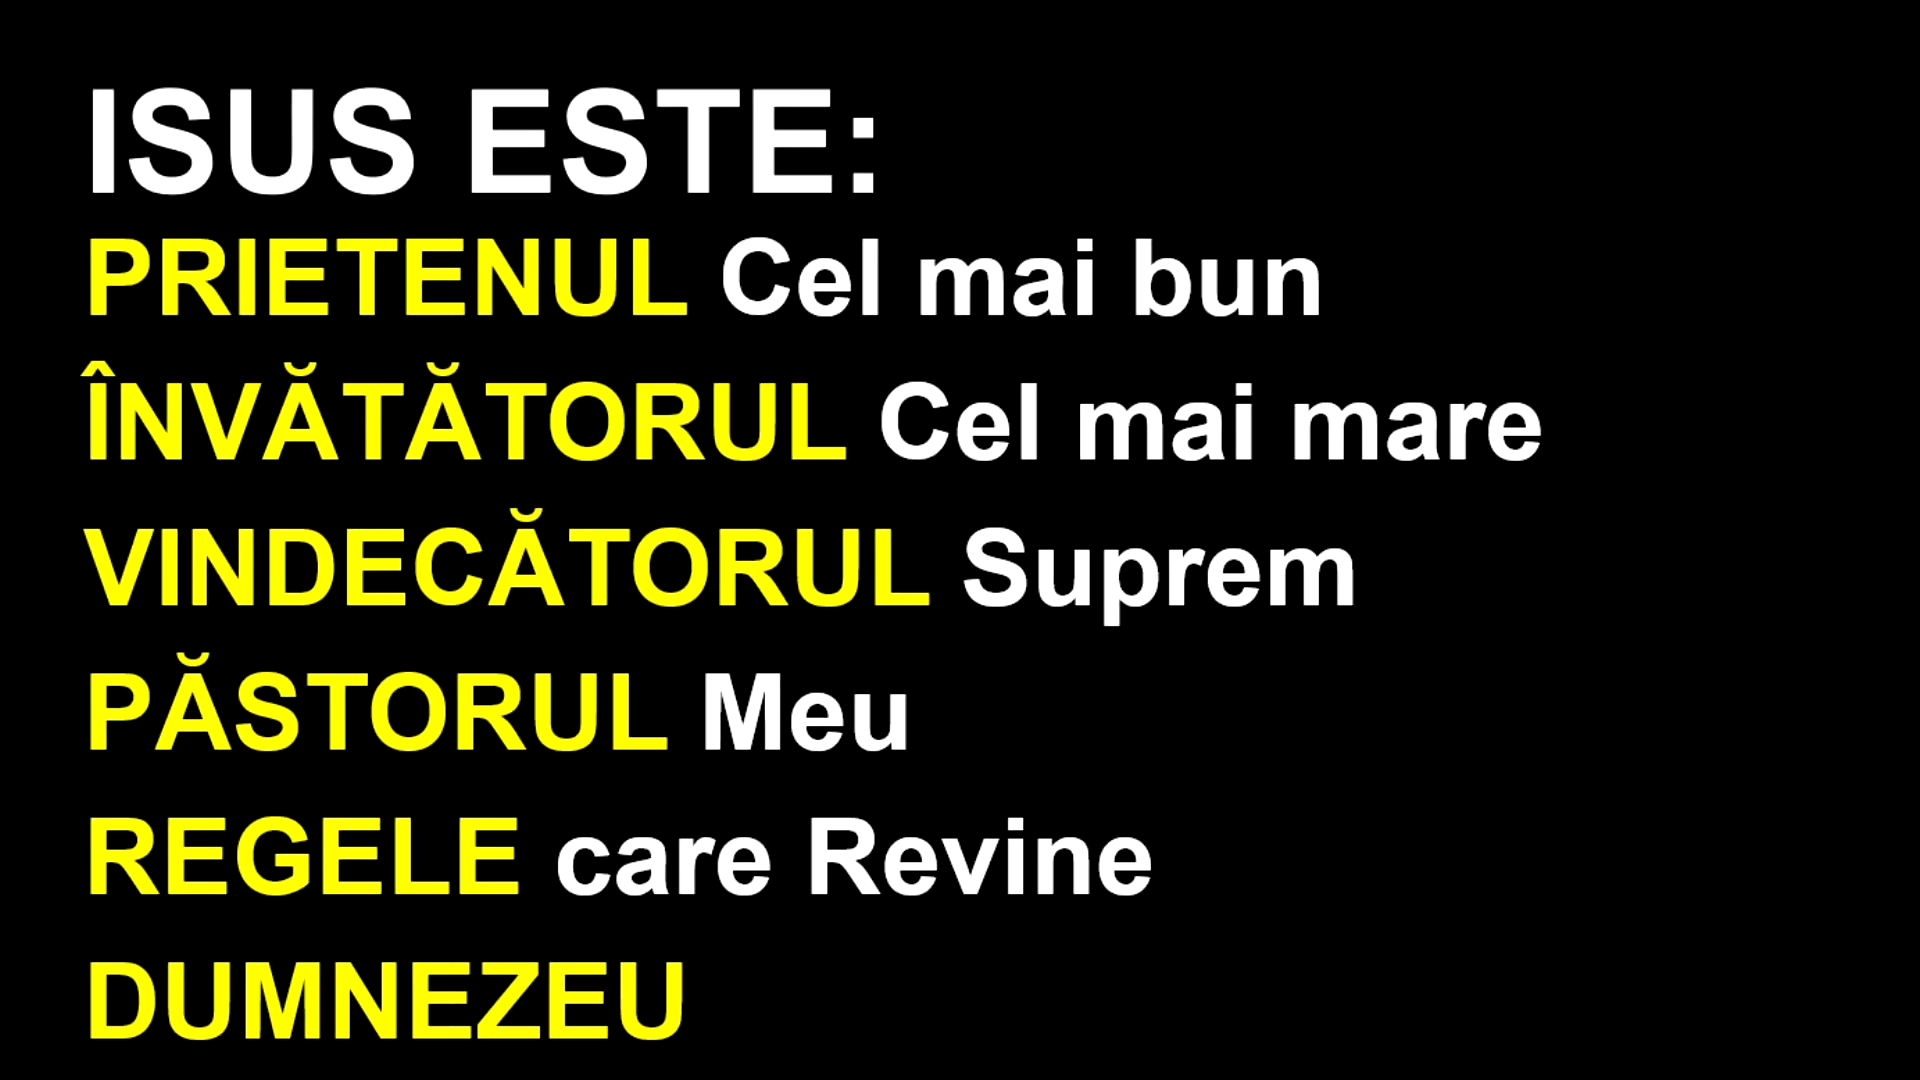 ISUS ESTE:
PRIETENUL Cel mai bun
ÎNVĂTĂTORUL Cel mai mare
VINDECĂTORUL Suprem
PĂSTORUL Meu
REGELE care Revine
DUMNEZEU